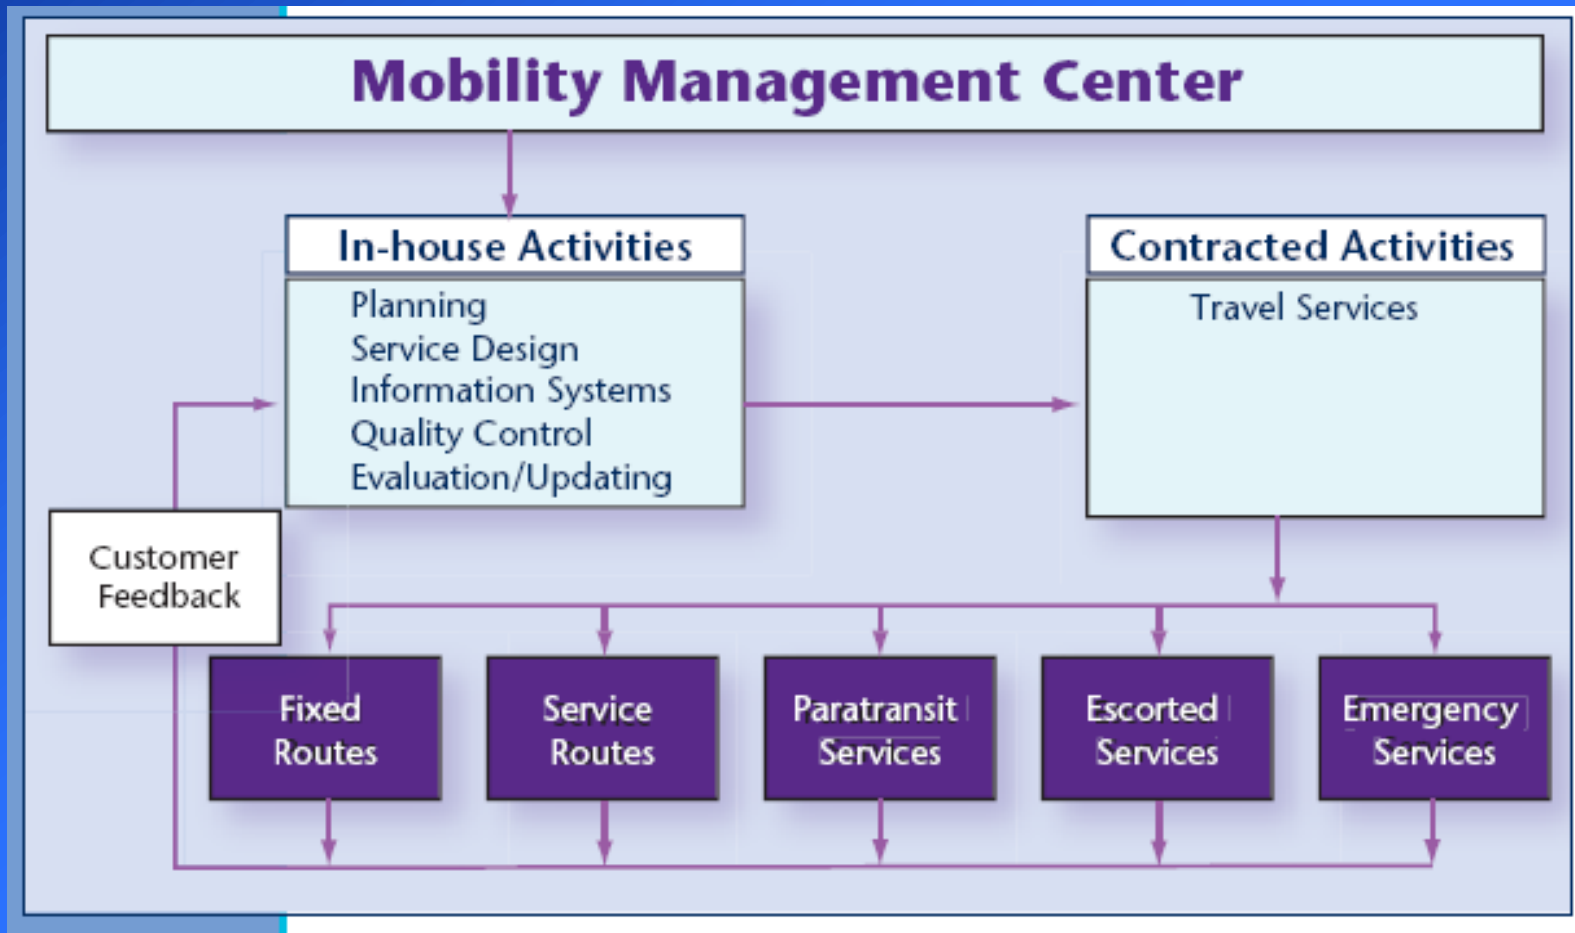 Mobility Management Center
In-house Activities
Planning
Service Design
Information Systems
Quality Control
Evaluation/Updating
Contracted Activities
Travel Services
Customer
Feedback
Fixed
Routes
Service
Routes
Paratransit
Services
Escorted
Services
Emergency
Services